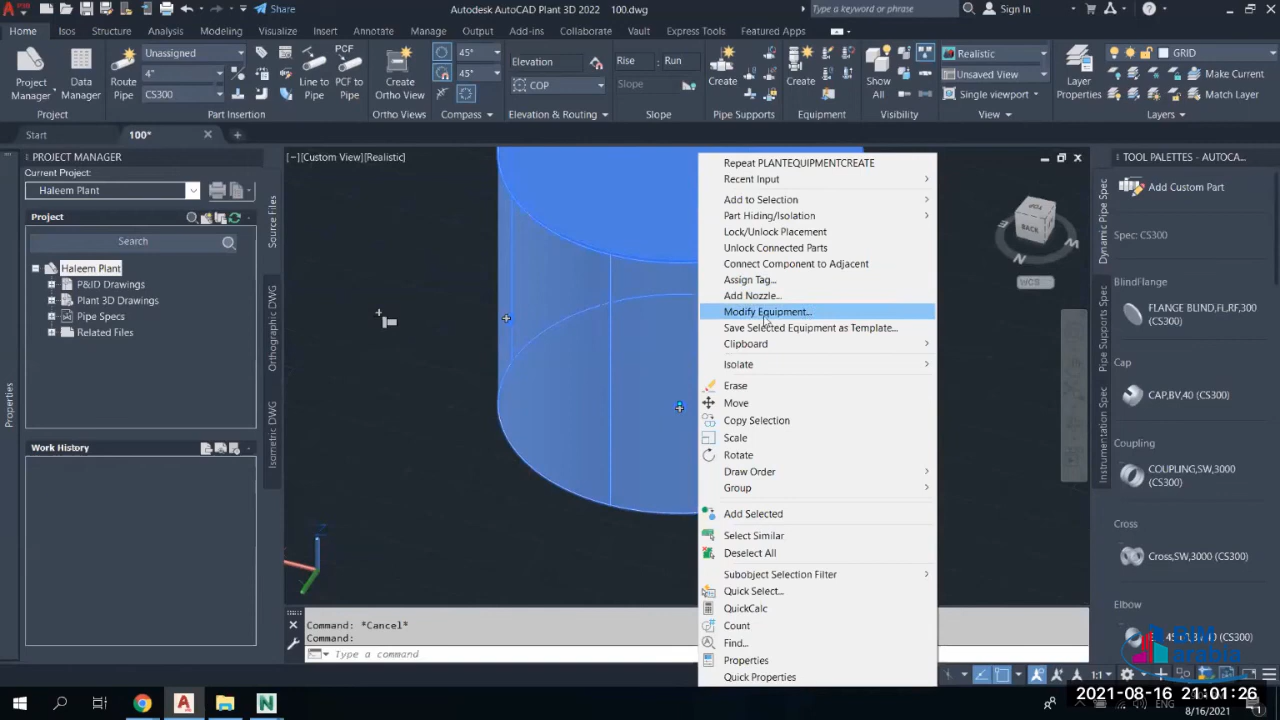 Share
Autodesk AutoCAD Plant 3D 2022 100.dwg
Type a keyword or phrase
Sign In
Home
Isos
Structure
Analysis
Modeling
Visualize
Insert
Annotate
Manage
Output
Add-ins
Collaborate
Vault
Express Tools
Featured Apps
Project
Manager
Data
Manager
Project
Route
Pipe
Unassigned
4"
CS300
Line to
Pipe
PCF to
Pipe
Part Insertion
Create
Ortho View
Ortho Views
45°
45°
Compass
Elevation
COP
Elevation & Routing
Rise
Run
Slope
Slope
Create
Pipe Supports
Create
Equipment
Show
All
Visibility
Realistic
Unsaved View
Single viewport
View
Layer
Properties
GRID
Make Current
Match Layer
Layers
Start
100*
PROJECT MANAGER
Current Project:
Haleem Plant
Project
Search
Haleem Plant
P&ID Drawings
Plant 3D Drawings
Pipe Specs
Related Files
Work History
Properties
Source Files
Orthographic DWG
Isometric DWG
[−][Custom View][Realistic]
Repeat PLANTEQUIPMENTCREATE
Recent Input
Add to Selection
Part Hiding/Isolation
Lock/Unlock Placement
Unlock Connected Parts
Connect Component to Adjacent
Assign Tag...
Add Nozzle...
Modify Equipment...
Save Selected Equipment as Template...
Clipboard
Isolate
Erase
Move
Copy Selection
Scale
Rotate
Draw Order
Group
Add Selected
Select Similar
Deselect All
Subobject Selection Filter
Quick Select...
QuickCalc
Count
Find...
Properties
Quick Properties
BACK
N
M
WCS
Z
TOOL PALETTES - AUTOCA...
Add Custom Part
Spec: CS300
BlindFlange
FLANGE BLIND,FL,RF,300
(CS300)
Cap
CAP,BV,40 (CS300)
Coupling
COUPLING,SW,3000
(CS300)
Cross
Cross,SW,3000 (CS300)
Elbow
Dynamic Pipe Spec
Pipe Supports Spec
Instrumentation Spec
Command: *Cancel*
Command:
Type a command
1:1
BIM
arabia
ENG
2021-08-16 21:01:26
8/16/2021